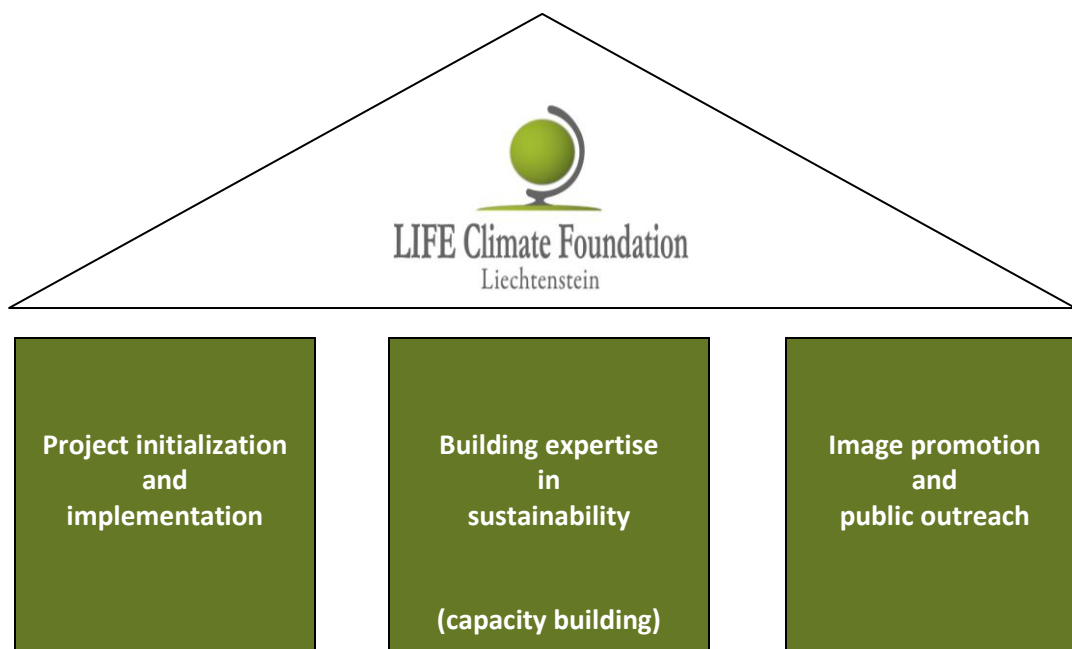 LIFE Climate Foundation
Liechtenstein
Project initialization
and
implementation
Building expertise
in
sustainability
(capacity building)
Image promotion
and
public outreach